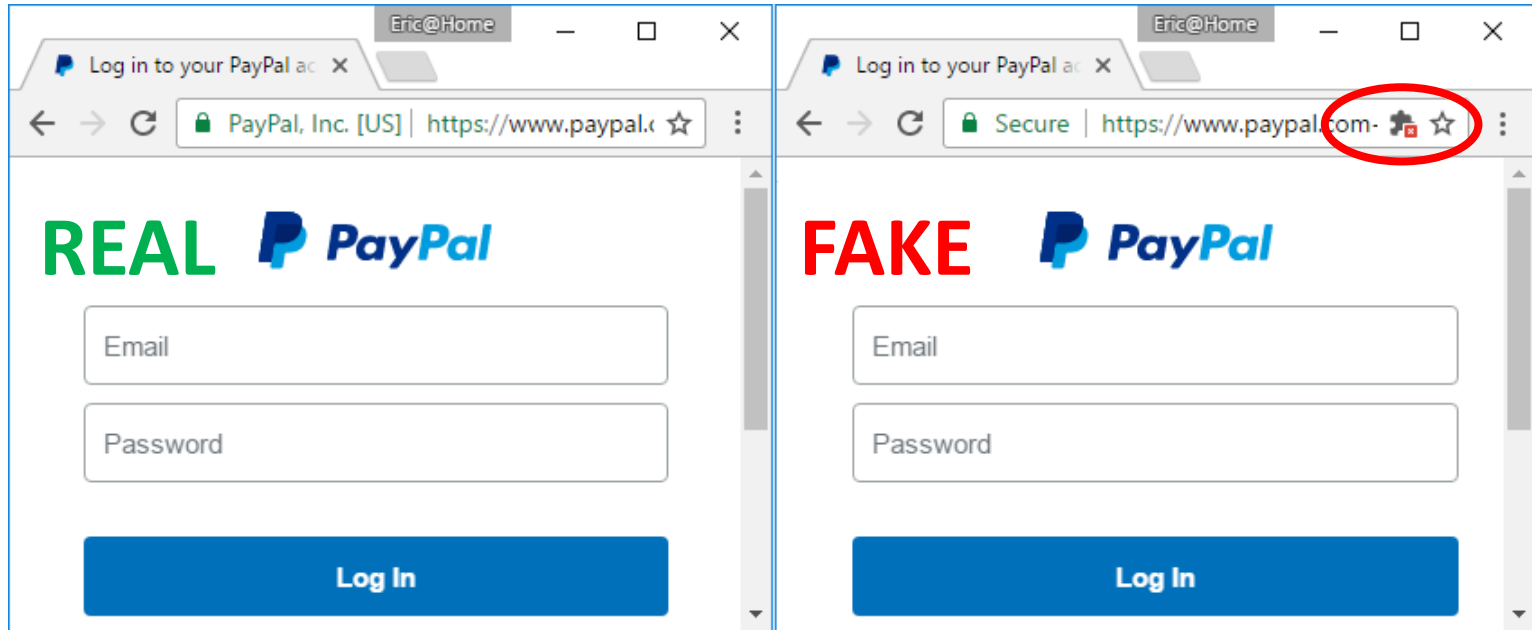 Eric@Home
Log in to your PayPal ac
PayPal, Inc. [US] https://www.paypal.c
REAL PayPal
Email
Password
Log In
Eric@Home
Log in to your PayPal ac
Secure https://www.paypal.com-
FAKE PayPal
Email
Password
Log In